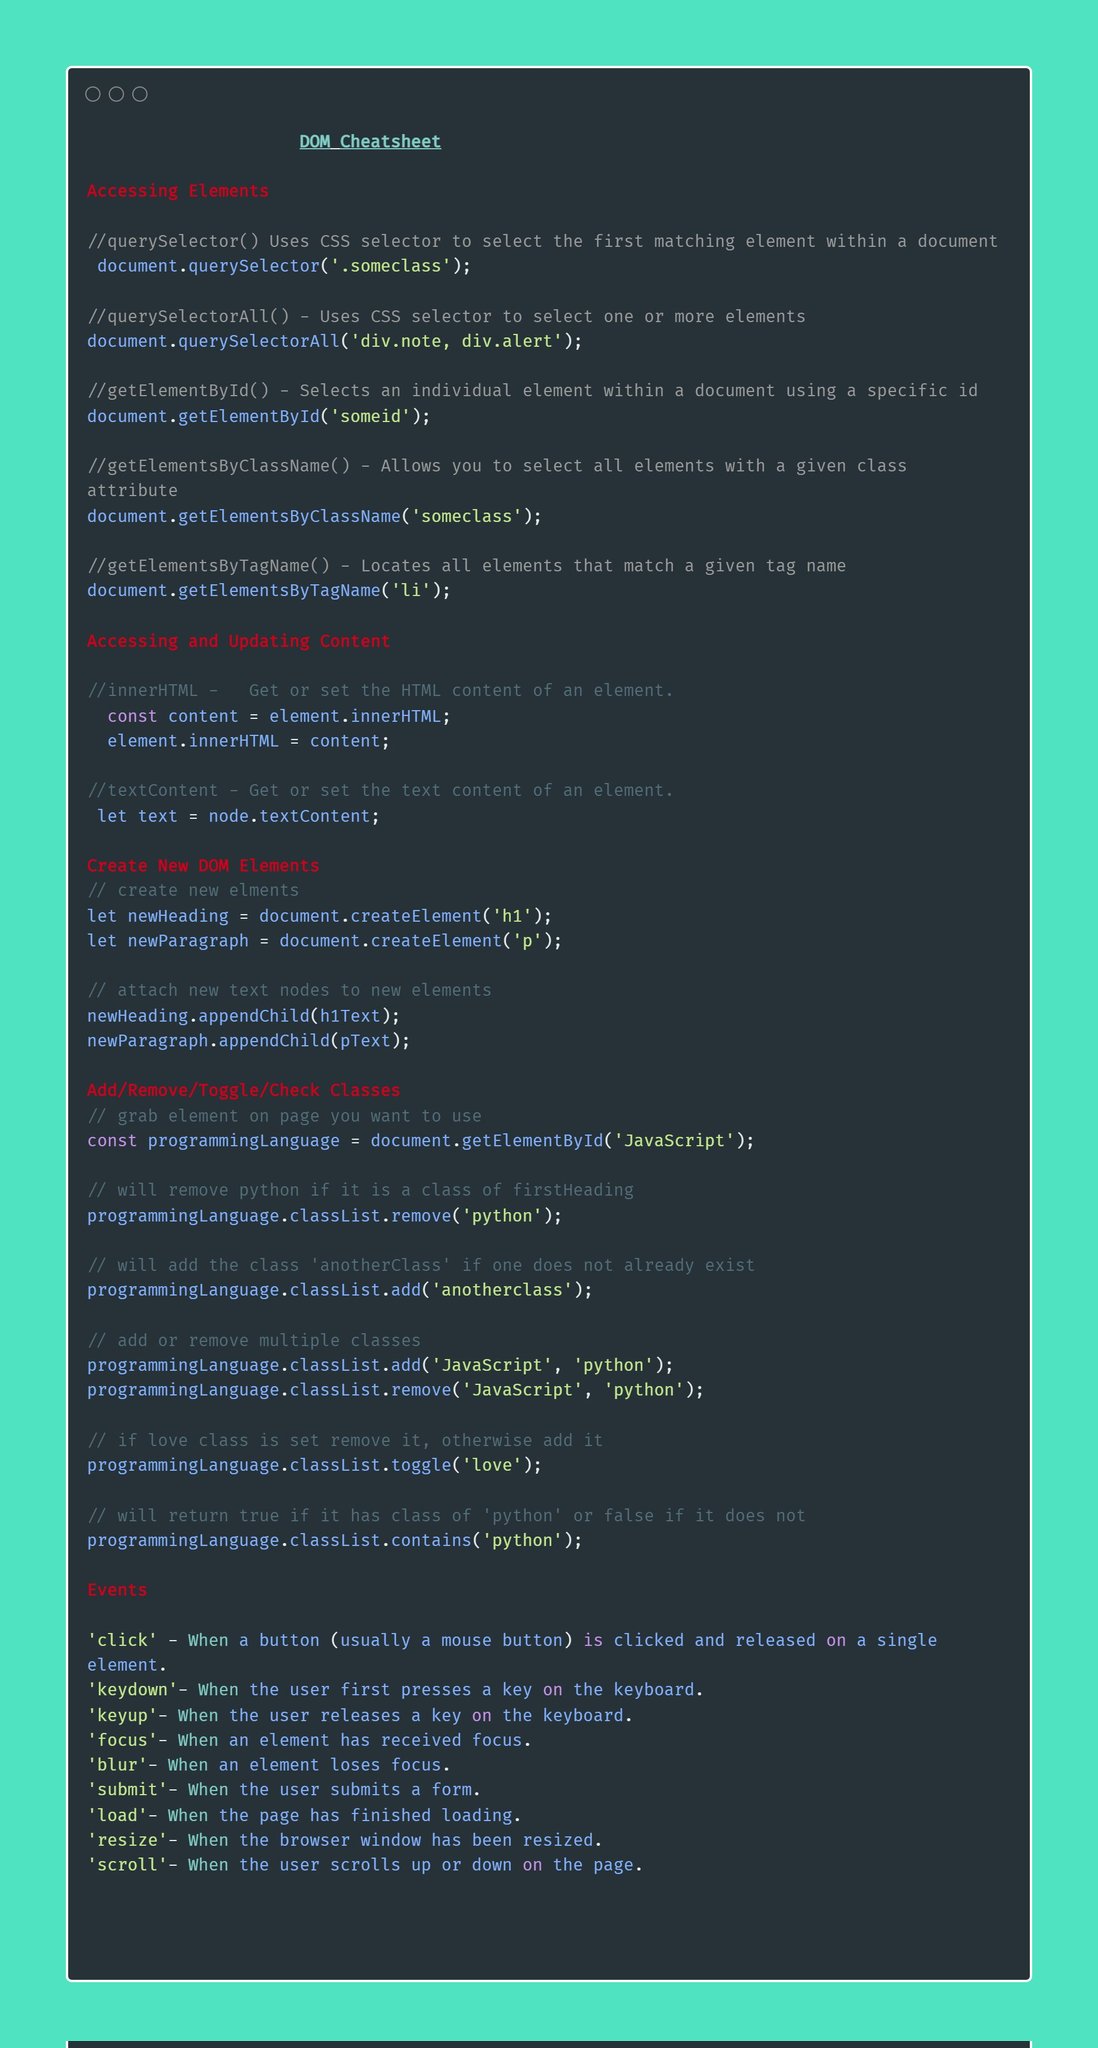 DOM_Cheatsheet
Accessing Elements
//querySelector() Uses CSS selector to select the first matching element within a document
document.querySelector('.someclass');
//querySelectorAll() - Uses CSS selector to select one or more elements
document.querySelectorAll('div.note, div.alert');
//getElementById() - Selects an individual element within a document using a specific id
document.getElementById('someid');
//getElementsByClassName() - Allows you to select all elements with a given class
attribute
document.getElementsByClassName('someclass');
//getElementsByTagName() - Locates all elements that match a given tag name
document.getElementsByTagName('li');
Accessing and Updating Content
//innerHTML -   Get or set the HTML content of an element.
const content = element.innerHTML;
element.innerHTML = content;
//textContent - Get or set the text content of an element.
let text = node.textContent;
Create New DOM Elements
// create new elments
let newHeading = document.createElement('h1');
let newParagraph = document.createElement('p');
// attach new text nodes to new elements
newHeading.appendChild(h1Text);
newParagraph.appendChild(pText);
Add/Remove/Toggle/Check Classes
// grab element on page you want to use
const programmingLanguage = document.getElementById('JavaScript');
// will remove python if it is a class of firstHeading
programmingLanguage.classList.remove('python');
// will add the class 'anotherClass' if one does not already exist
programmingLanguage.classList.add('anotherclass');
// add or remove multiple classes
programmingLanguage.classList.add('JavaScript', 'python');
programmingLanguage.classList.remove('JavaScript', 'python');
// if love class is set remove it, otherwise add it
programmingLanguage.classList.toggle('love');
// will return true if it has class of 'python' or false if it does not
programmingLanguage.classList.contains('python');
Events
'click' - When a button (usually a mouse button) is clicked and released on a single
element.
'keydown'- When the user first presses a key on the keyboard.
'keyup'- When the user releases a key on the keyboard.
'focus'- When an element has received focus.
'blur'- When an element loses focus.
'submit'- When the user submits a form.
'load'- When the page has finished loading.
'resize'- When the browser window has been resized.
'scroll'- When the user scrolls up or down on the page.